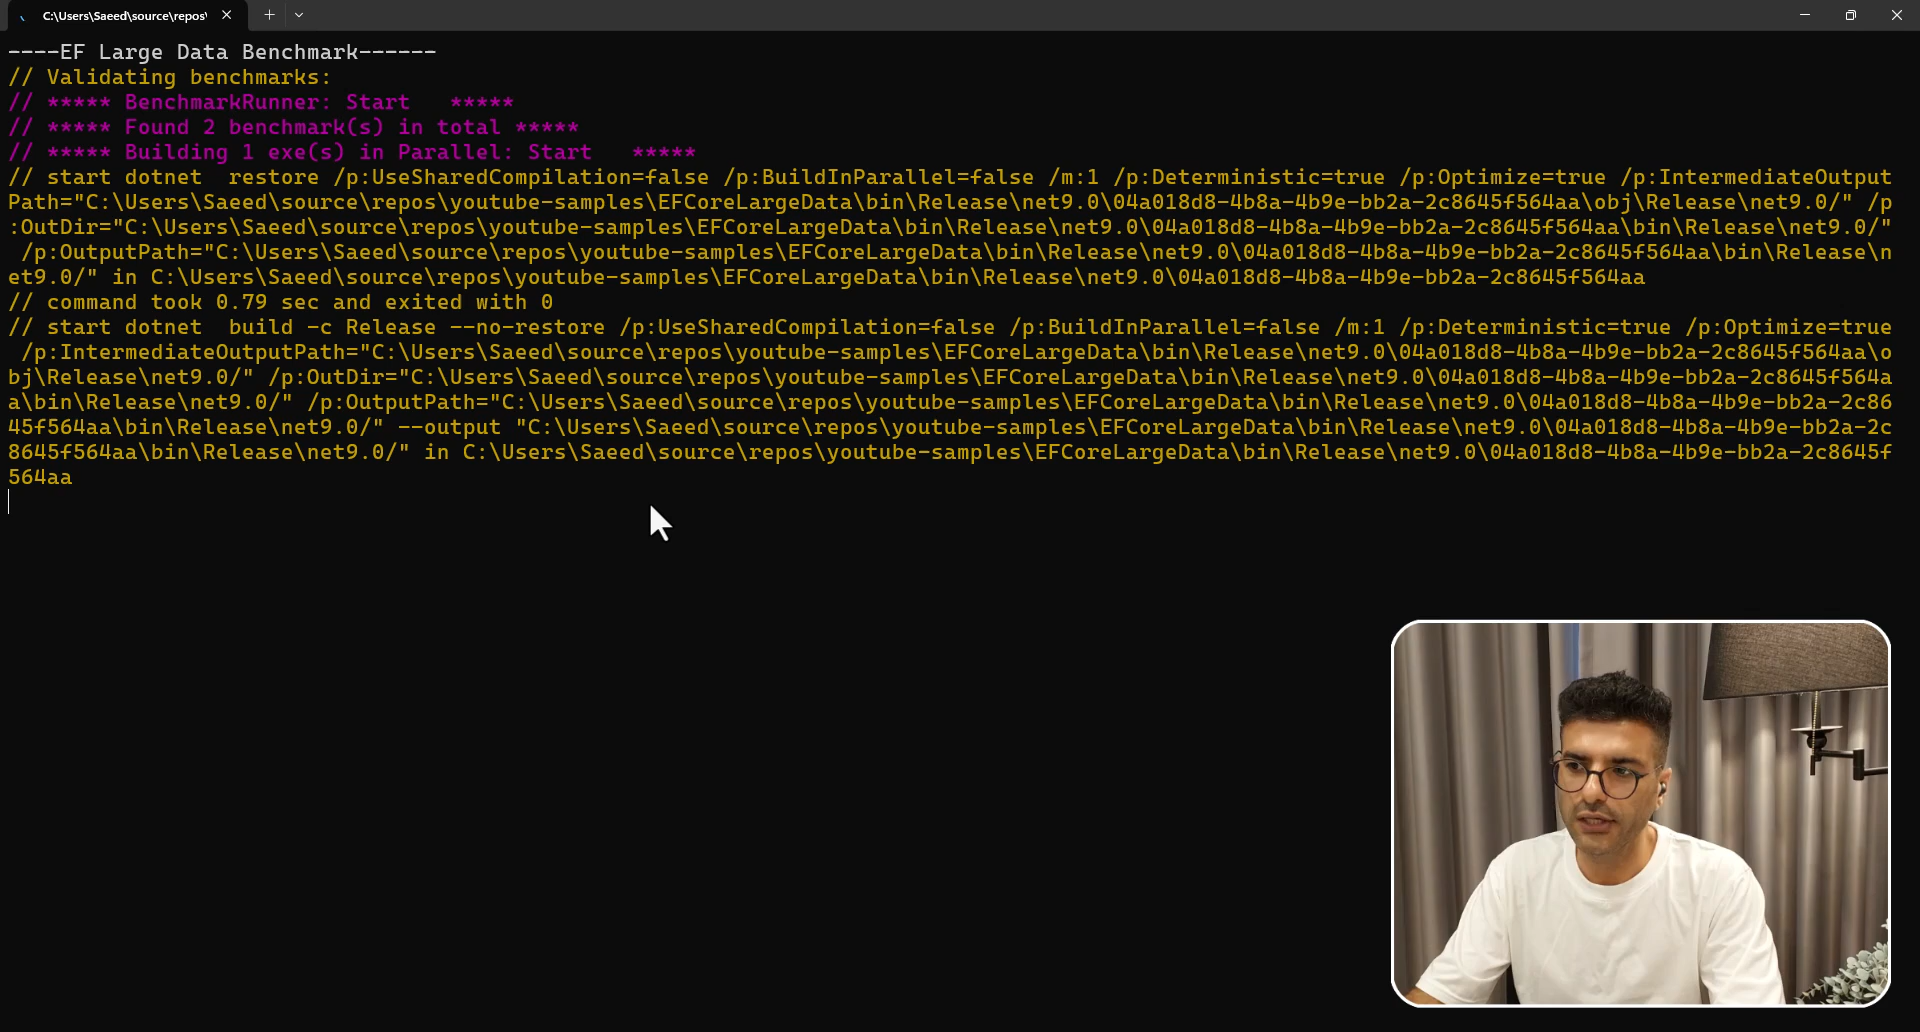 C:\Users\Saeed\source\repos\
----EF Large Data Benchmark------
// Validating benchmarks:
// ***** BenchmarkRunner: Start   *****
// ***** Found 2 benchmark(s) in total *****
// ***** Building 1 exe(s) in Parallel: Start   *****
// start dotnet  restore /p:UseSharedCompilation=false /p:BuildInParallel=false /m:1 /p:Deterministic=true /p:Optimize=true /p:IntermediateOutput
Path="C:\Users\Saeed\source\repos\youtube-samples\EFCoreLargeData\bin\Release\net9.0\04a018d8-4b8a-4b9e-bb2a-2c8645f564aa\obj\Release\net9.0/" /p
:OutDir="C:\Users\Saeed\source\repos\youtube-samples\EFCoreLargeData\bin\Release\net9.0\04a018d8-4b8a-4b9e-bb2a-2c8645f564aa\bin\Release\net9.0/"
 /p:OutputPath="C:\Users\Saeed\source\repos\youtube-samples\EFCoreLargeData\bin\Release\net9.0\04a018d8-4b8a-4b9e-bb2a-2c8645f564aa\bin\Release\n
et9.0/" in C:\Users\Saeed\source\repos\youtube-samples\EFCoreLargeData\bin\Release\net9.0\04a018d8-4b8a-4b9e-bb2a-2c8645f564aa
// command took 0.79 sec and exited with 0
// start dotnet  build -c Release --no-restore /p:UseSharedCompilation=false /p:BuildInParallel=false /m:1 /p:Deterministic=true /p:Optimize=true
 /p:IntermediateOutputPath="C:\Users\Saeed\source\repos\youtube-samples\EFCoreLargeData\bin\Release\net9.0\04a018d8-4b8a-4b9e-bb2a-2c8645f564aa\o
bj\Release\net9.0/" /p:OutDir="C:\Users\Saeed\source\repos\youtube-samples\EFCoreLargeData\bin\Release\net9.0\04a018d8-4b8a-4b9e-bb2a-2c8645f564a
a\bin\Release\net9.0/" /p:OutputPath="C:\Users\Saeed\source\repos\youtube-samples\EFCoreLargeData\bin\Release\net9.0\04a018d8-4b8a-4b9e-bb2a-2c86
45f564aa\bin\Release\net9.0/" --output "C:\Users\Saeed\source\repos\youtube-samples\EFCoreLargeData\bin\Release\net9.0\04a018d8-4b8a-4b9e-bb2a-2c
8645f564aa\bin\Release\net9.0/" in C:\Users\Saeed\source\repos\youtube-samples\EFCoreLargeData\bin\Release\net9.0\04a018d8-4b8a-4b9e-bb2a-2c8645f
564aa